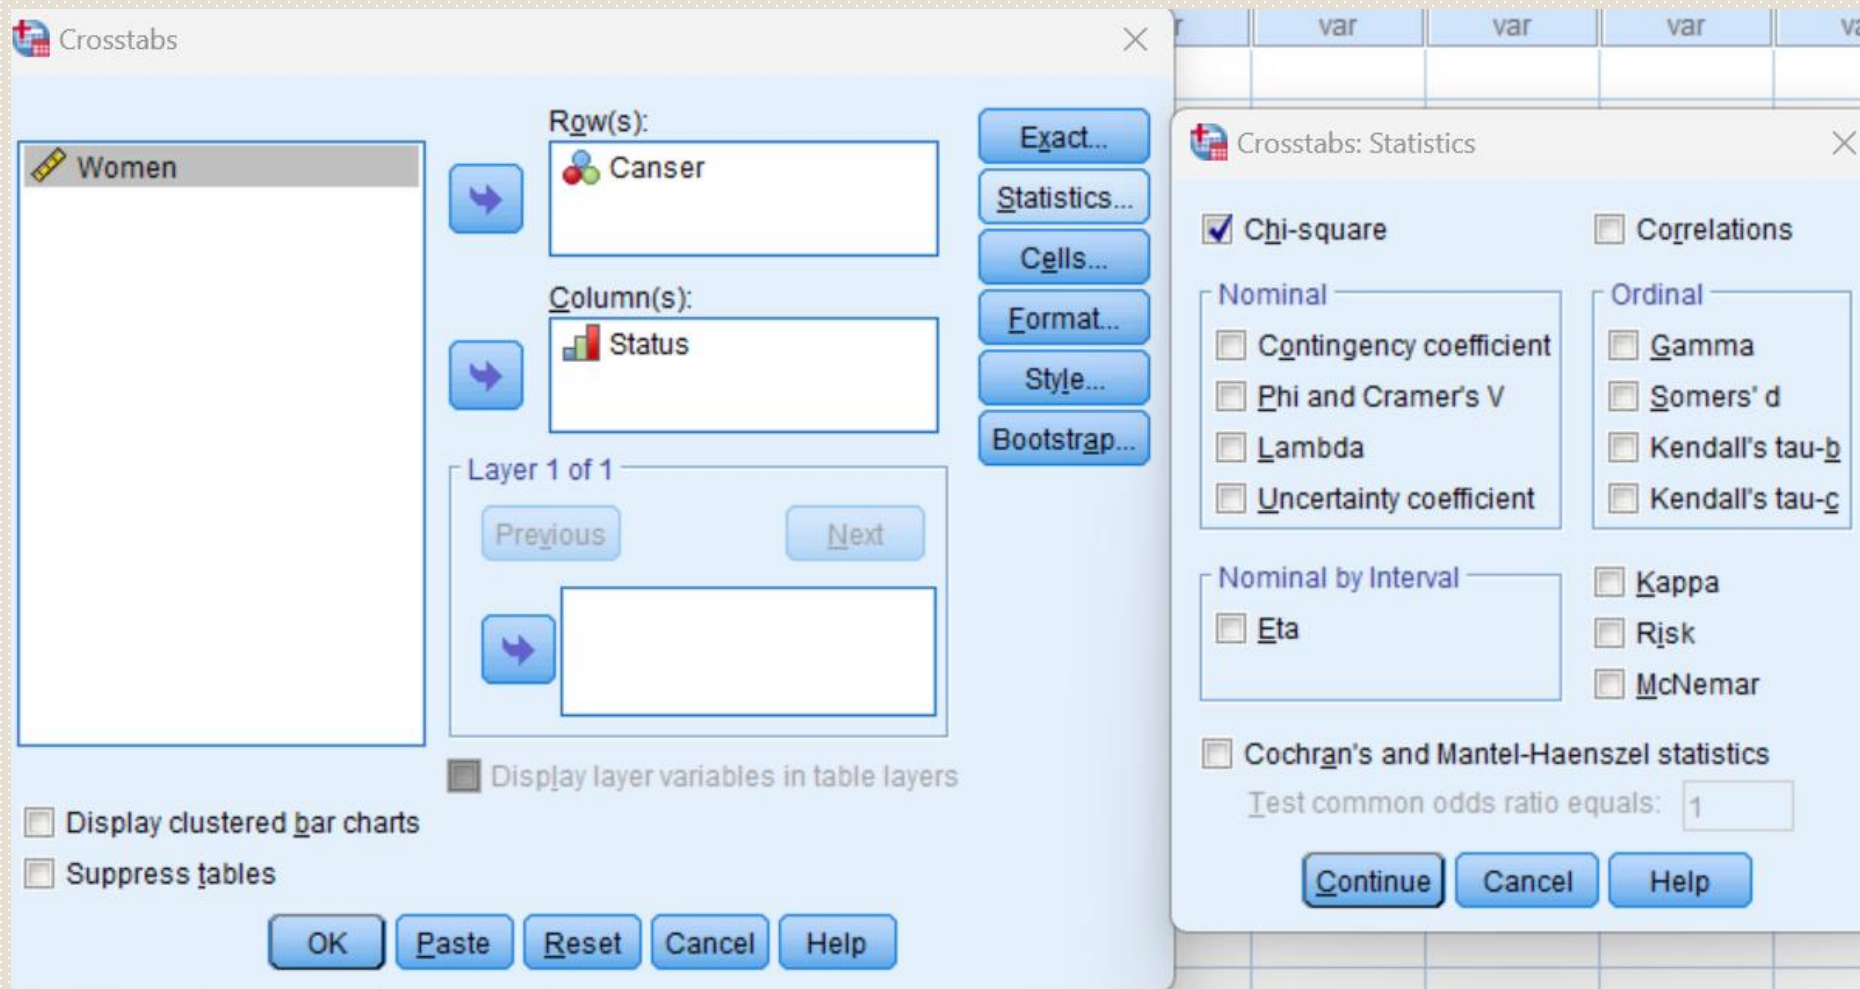 Crosstabs
Women
Row(s):
Canser
Column(s):
Status
Layer 1 of 1
Previous
Next
Display layer variables in table layers
Exact...
Statistics...
Cells...
Format...
Style...
Bootstrap...
Display clustered bar charts
Suppress tables
OK
Paste
Reset
Cancel
Help
var
var
var
Crosstabs: Statistics
Chi-square
Correlations
Nominal
Contingency coefficient
Phi and Cramer's V
Lambda
Uncertainty coefficient
Ordinal
Gamma
Somers' d
Kendall's tau-b
Kendall's tau-c
Nominal by Interval
Eta
Kappa
Risk
McNemar
Cochran's and Mantel-Haenszel statistics
Test common odds ratio equals: 1
Continue
Cancel
Help